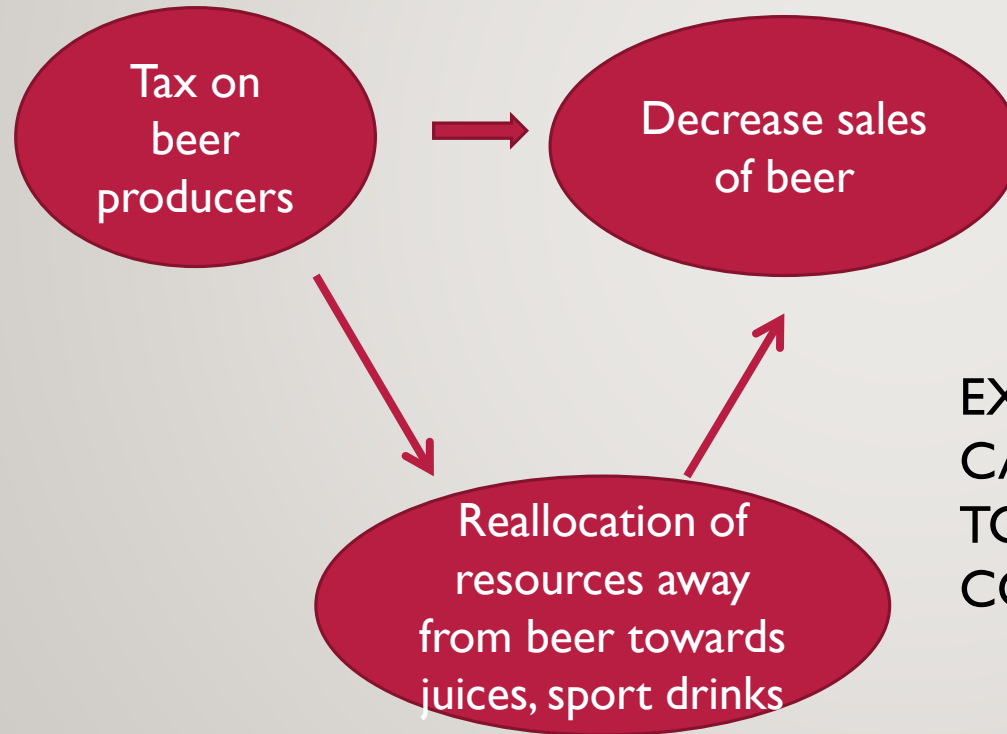 Tax on
beer
producers
Decrease sales
of beer
Reallocation of
resources away
from beer towards
juices, sport drinks